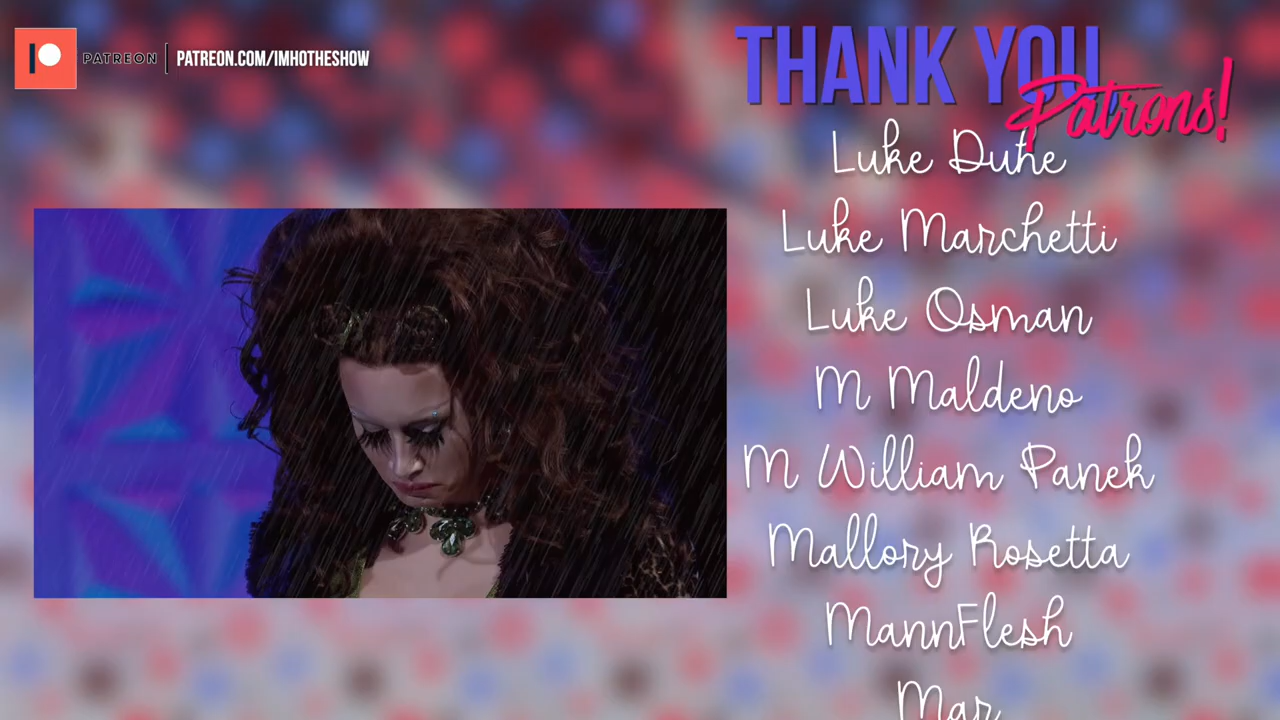 PATREON | PATREON.COM/IMHOTHESHOW
THANK YOU,
Patrons!
Luke Duhe
Luke Marchetti
Luke Osman
M Maldeno
M William Panek
Mallory Rosetta
MannFlesh
Mar